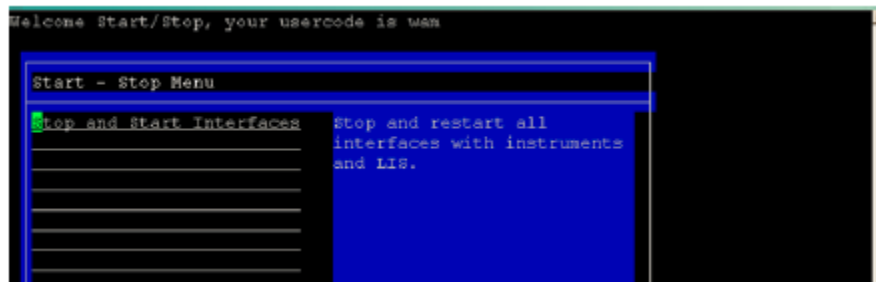 Welcome Start/Stop, your usercode is wam
Start - Stop Menu
Stop and Start Interfaces
Stop and restart all
interfaces with instruments
and LIS.